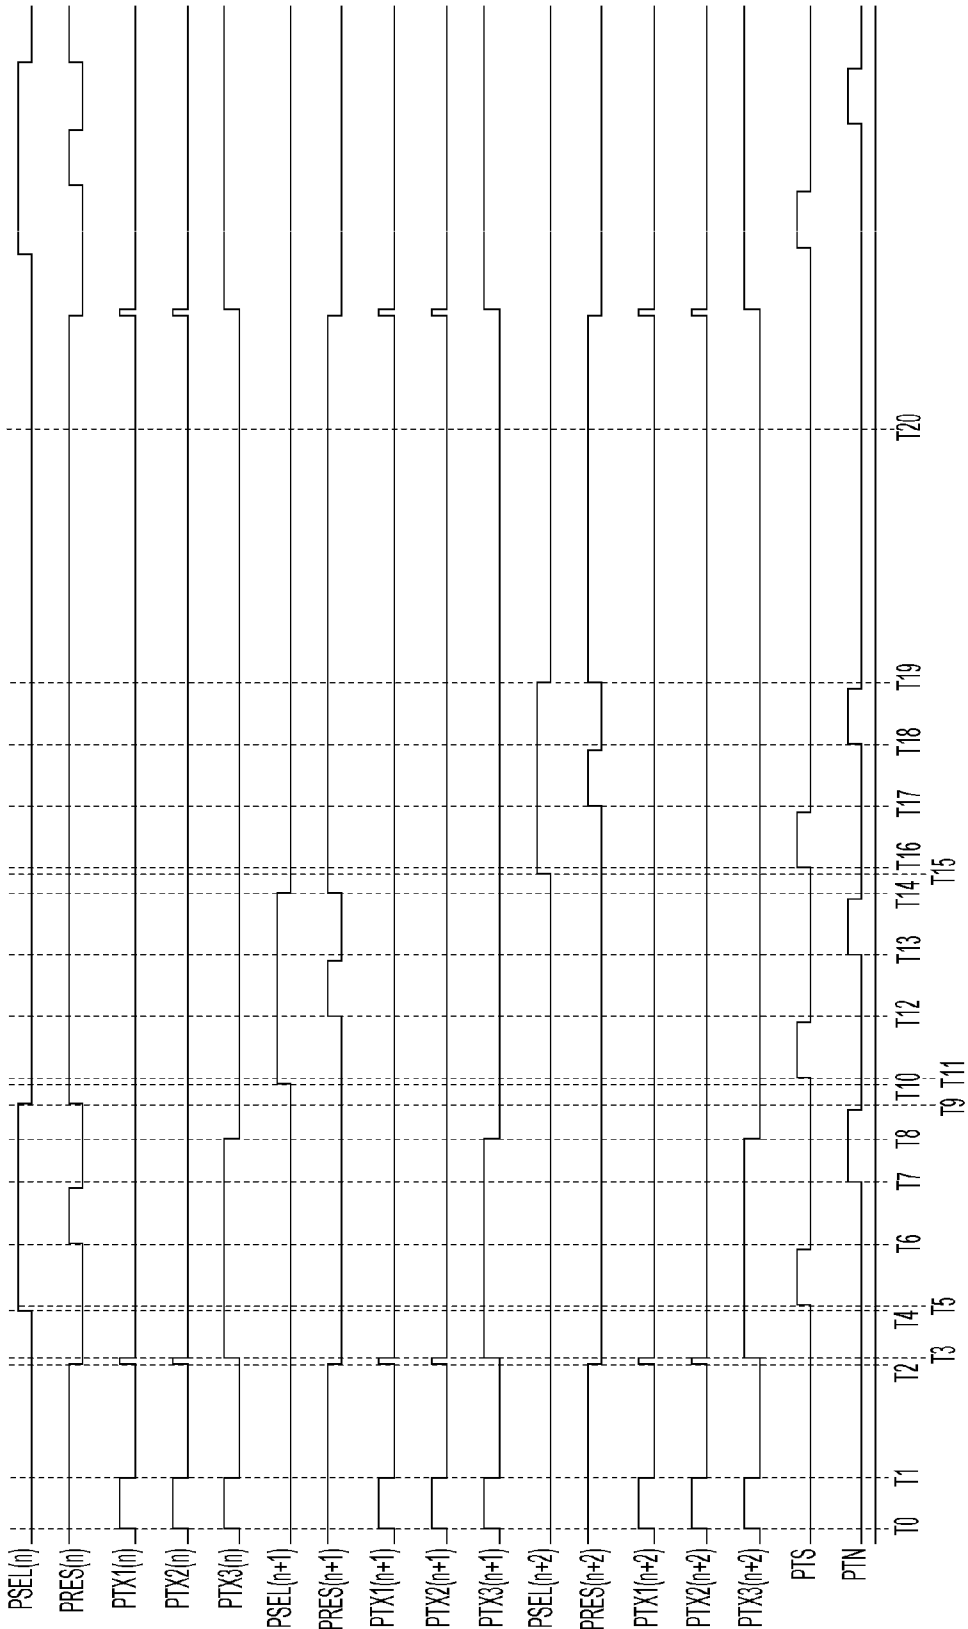 PSEL(n)
PRES(n)
PTX1(n)
PTX2(n)
PTX3(n)
PSEL(n+1)
PRES(n+1)
PTX1(n+1)
PTX2(n+1)
PTX3(n+1)
PSEL(n+2)
PRES(n+2)
PTX1(n+2)
PTX2(n+2)
PTX3(n+2)
PTS
PTN
T0
T1
T2
T3
T4
T5
T6
T7
T8
T9
T10
T11
T12
T13
T14
T15
T16
T17
T18
T19
T20